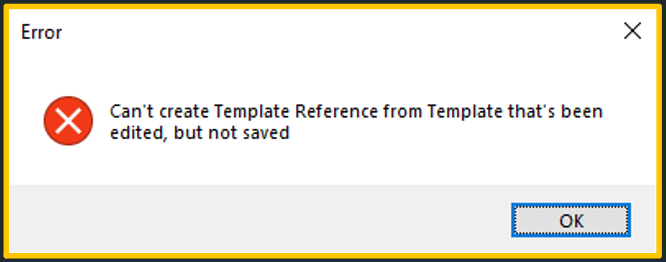 Error
Can't create Template Reference from Template that's been
edited, but not saved
OK